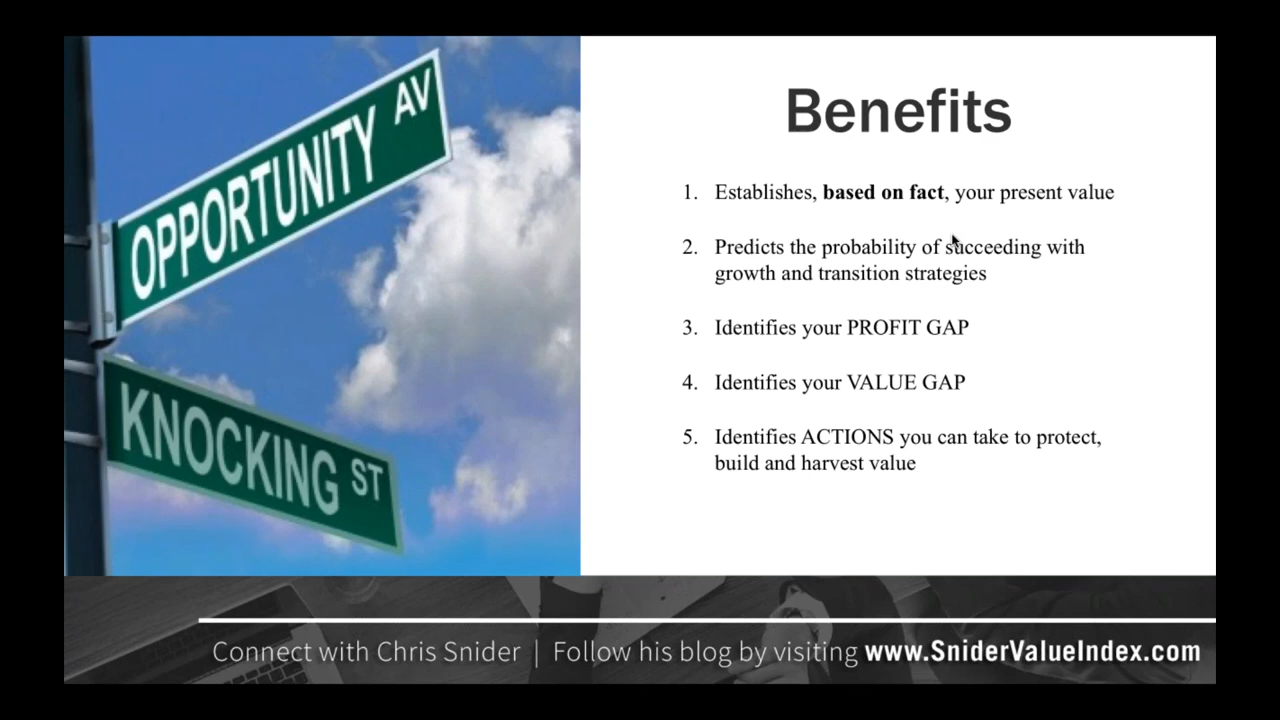 OPPORTUNITY AV
KNOCKING ST
Benefits
1. Establishes, based on fact, your present value
2. Predicts the probability of succeeding with
growth and transition strategies
3. Identifies your PROFIT GAP
4. Identifies your VALUE GAP
5. Identifies ACTIONS you can take to protect,
build and harvest value
Connect with Chris Snider | Follow his blog by visiting www.SniderValueIndex.com